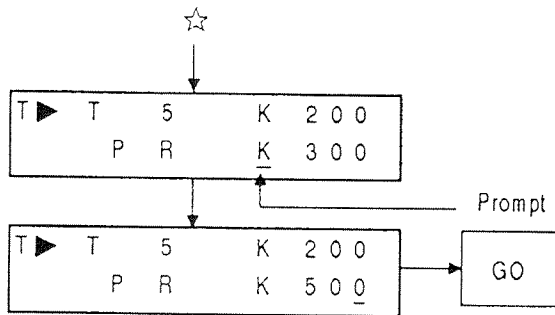 ☆
T▶ T 5 K 200
P R K 300
Prompt
T▶ T 5 K 200
P R K 500
GO